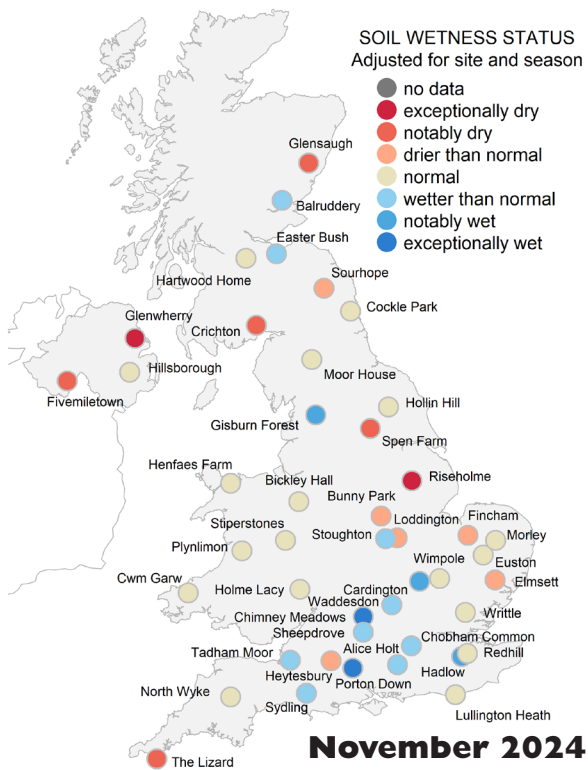 SOIL WETNESS STATUS
Adjusted for site and season
no data
exceptionally dry
notably dry
drier than normal
normal
wetter than normal
notably wet
exceptionally wet
Glensaugh
Balruddery
Easter Bush
Hartwood Home
Sourhope
Cockle Park
Glenwherry
Crichton
Hillsborough
Fivemiletown
Moor House
Hollin Hill
Gisburn Forest
Spen Farm
Henfaes Farm
Bickley Hall
Riseholme
Bunny Park
Loddington
Fincham
Stiperstones
Stoughton
Morley
Plynlimon
Wimpole
Euston
Cwm Garw
Holme Lacy
Cardington
Elmsett
Waddesdon
Writtle
Chimney Meadows
Sheepdrove
Chobham Common
Tadham Moor
Alice Holt
Redhill
Heytesbury
Hadlow
Porton Down
North Wyke
Sydling
Lullington Heath
November 2024
The Lizard